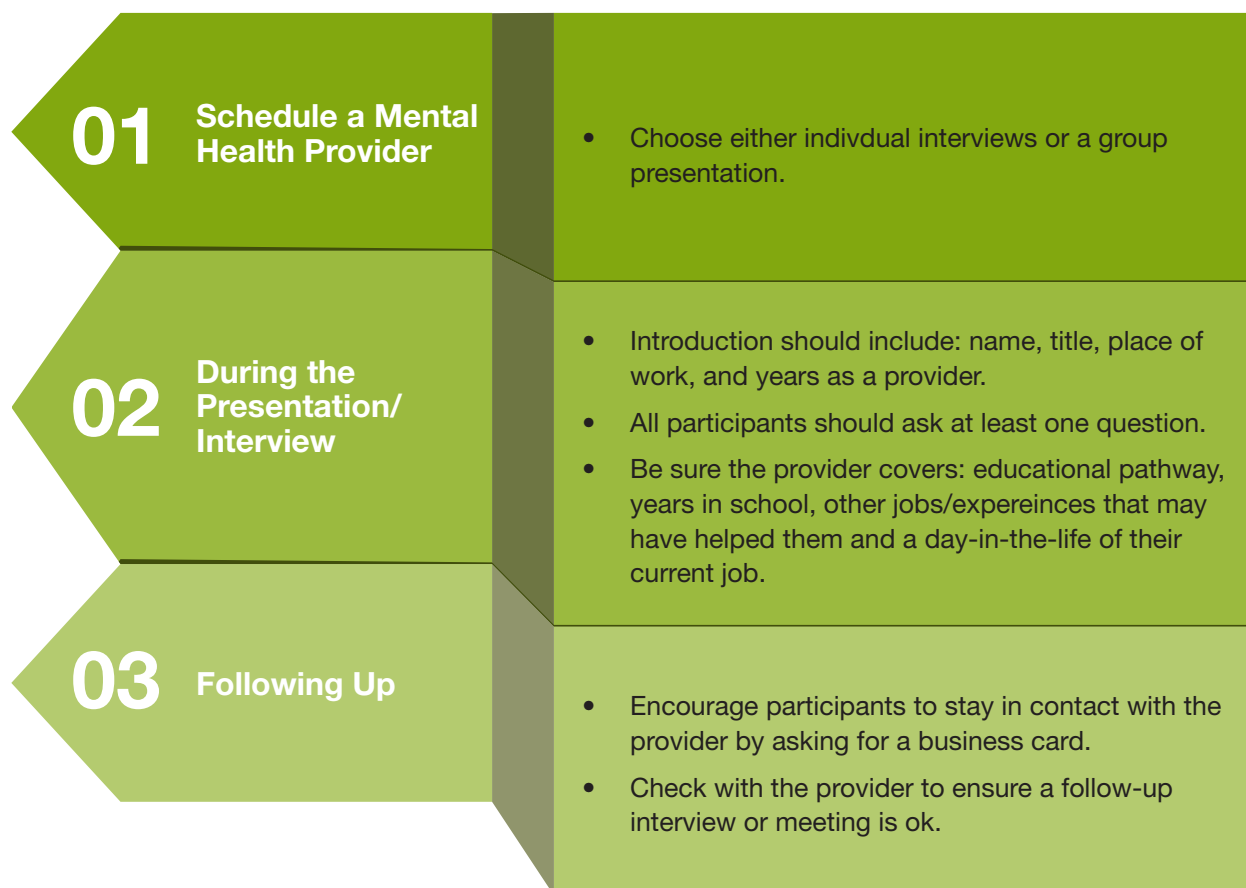 01
Schedule a Mental
Health Provider
• Choose either indivdual interviews or a group
presentation.
02
During the
Presentation/
Interview
• Introduction should include: name, title, place of
work, and years as a provider.
• All participants should ask at least one question.
• Be sure the provider covers: educational pathway,
years in school, other jobs/expereinces that may
have helped them and a day-in-the-life of their
current job.
03
Following Up
• Encourage participants to stay in contact with the
provider by asking for a business card.
• Check with the provider to ensure a follow-up
interview or meeting is ok.